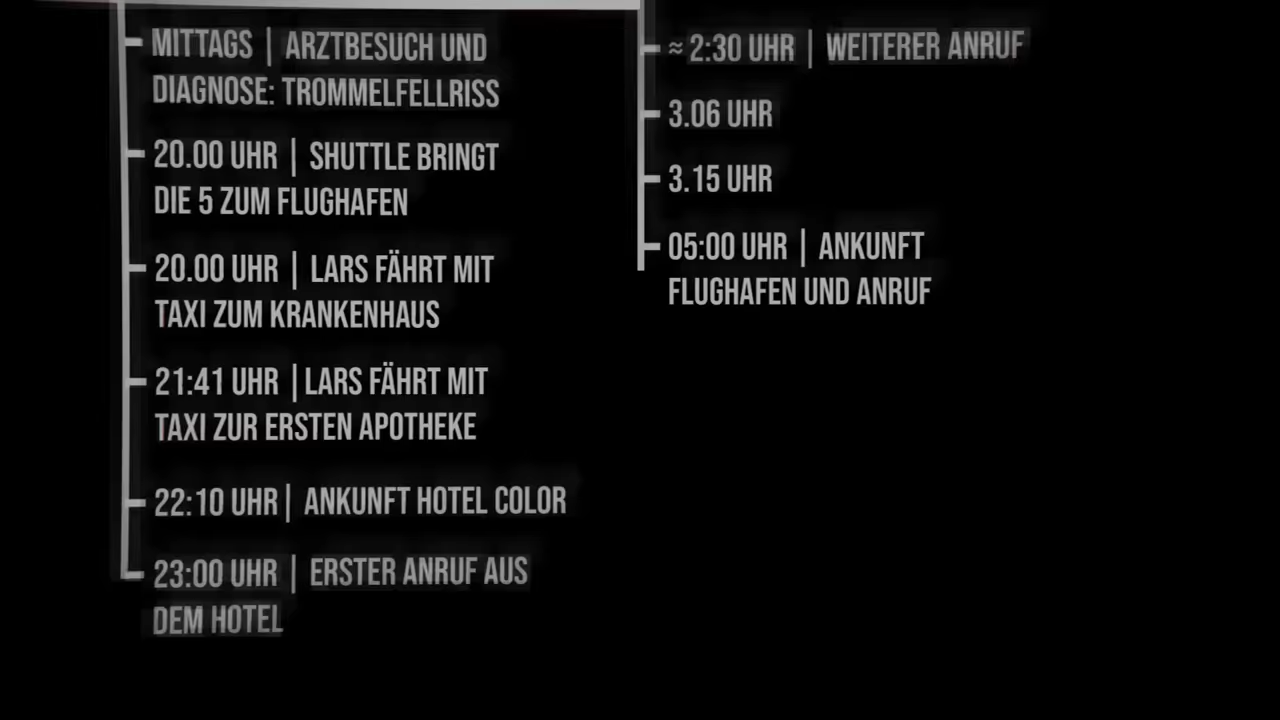 MITTAGS | ARZTBESUCH UND
DIAGNOSE: TROMMELFELLRISS
20.00 UHR | SHUTTLE BRINGT
DIE 5 ZUM FLUGHAFEN
20.00 UHR | LARS FÄHRT MIT
TAXI ZUM KRANKENHAUS
21:41 UHR |LARS FÄHRT MIT
TAXI ZUR ERSTEN APOTHEKE
22:10 UHR| ANKUNFT HOTEL COLOR
23:00 UHR | ERSTER ANRUF AUS
DEM HOTEL
≈ 2:30 UHR | WEITERER ANRUF
3.06 UHR
3.15 UHR
05:00 UHR | ANKUNFT
FLUGHAFEN UND ANRUF